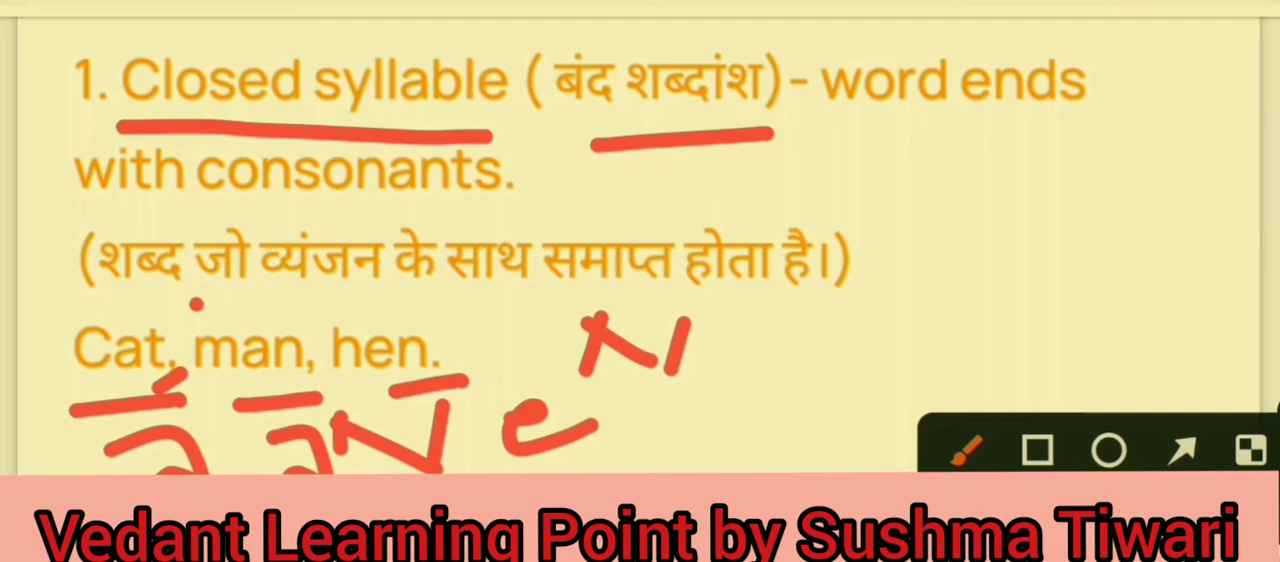 1. Closed syllable ( बंद शब्दांश) - word ends
with consonants.
(शब्द जो व्यंजन के साथ समाप्त होता है।)
Cat, man, hen.
Vedant Learning Point by Sushma Tiwari